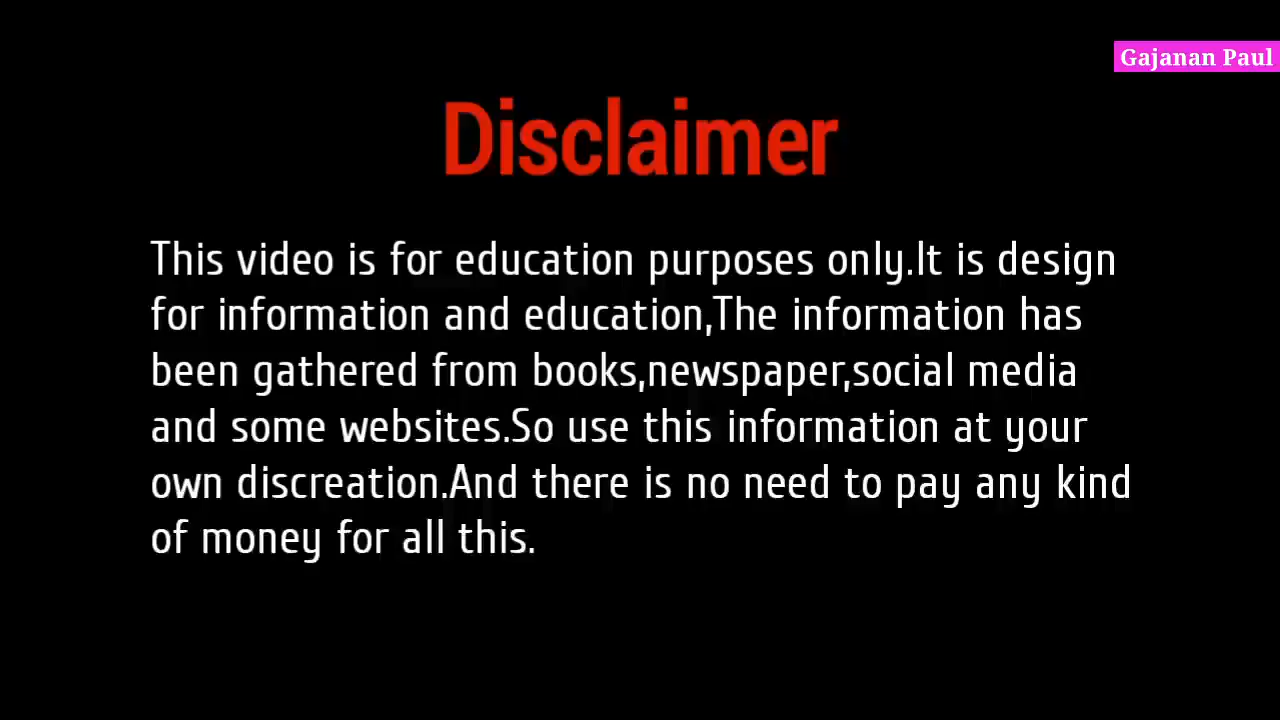 Gajanan Paul
Disclaimer
This video is for education purposes only.It is design
for information and education,The information has
been gathered from books,newspaper,social media
and some websites.So use this information at your
own discreation.And there is no need to pay any kind
of money for all this.